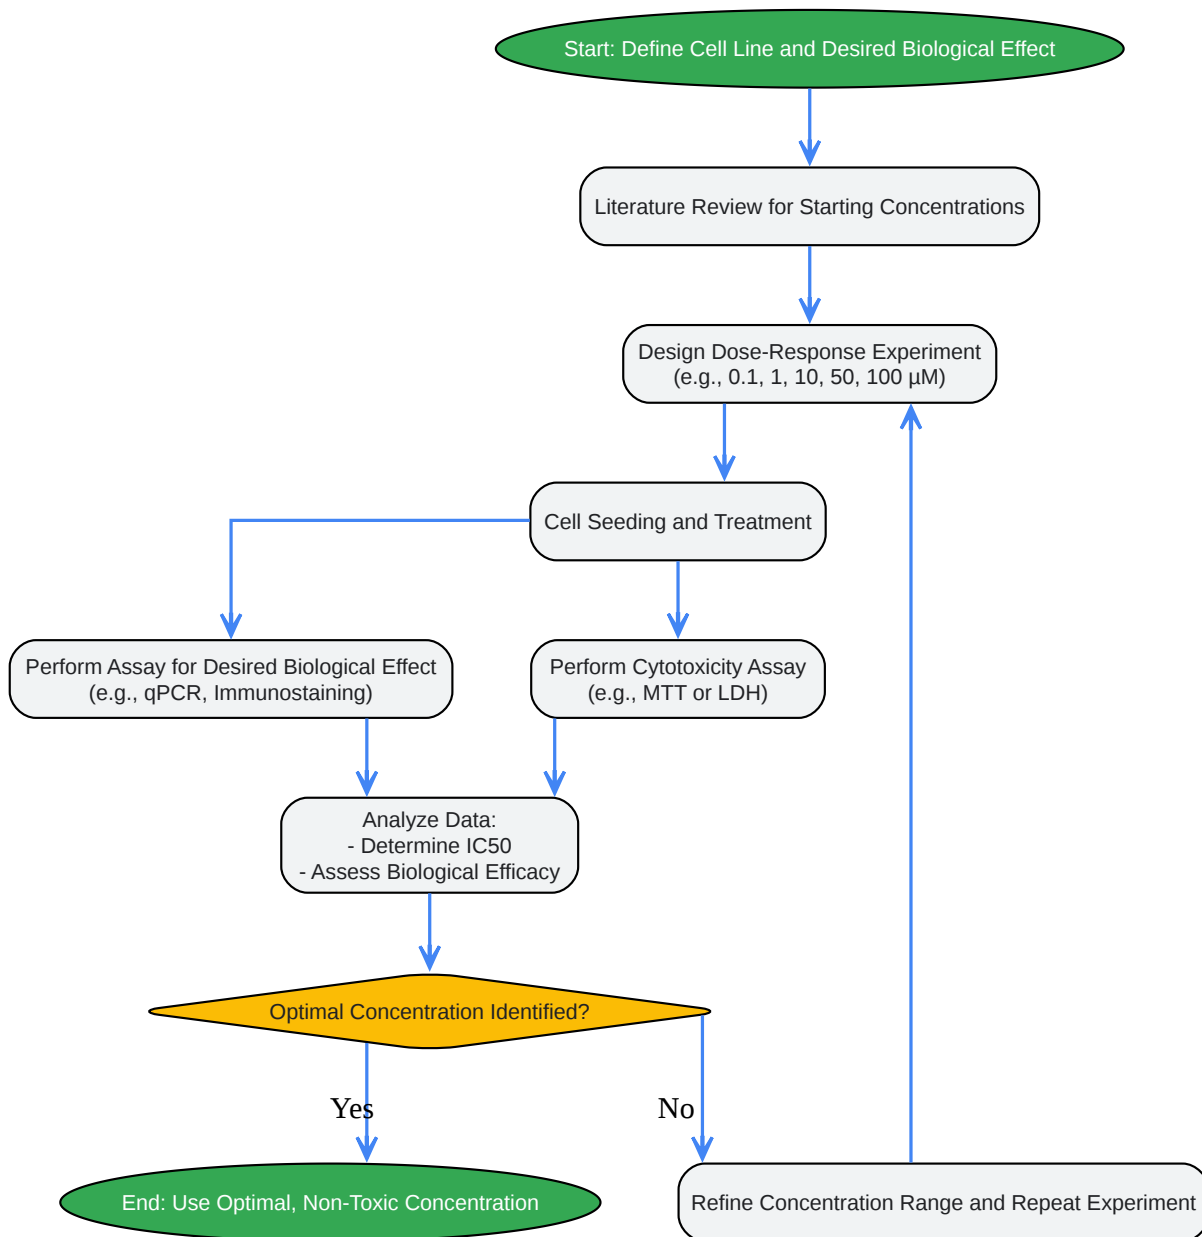 Start: Define Cell Line and Desired Biological Effect
Literature Review for Starting Concentrations
Design Dose-Response Experiment
(e.g., 0.1, 1, 10, 50, 100 µM)
Cell Seeding and Treatment
Perform Assay for Desired Biological Effect
(e.g., qPCR, Immunostaining)
Perform Cytotoxicity Assay
(e.g., MTT or LDH)
Analyze Data:
- Determine IC50
- Assess Biological Efficacy
Optimal Concentration Identified?
Yes
No
End: Use Optimal, Non-Toxic Concentration
Refine Concentration Range and Repeat Experiment